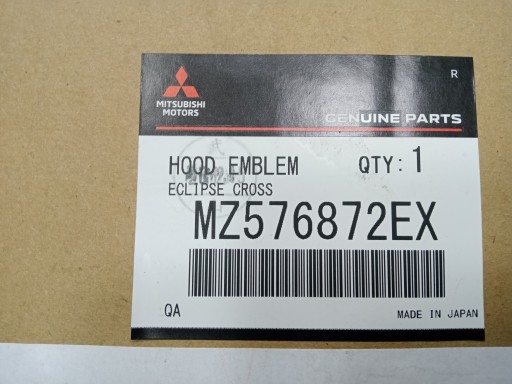 R
MITSUBISHI
MOTORS
GENUINE PARTS
HOOD EMBLEM QTY: 1
ECLIPSE CROSS
MZ576872EX
QA
MADE IN JAPAN